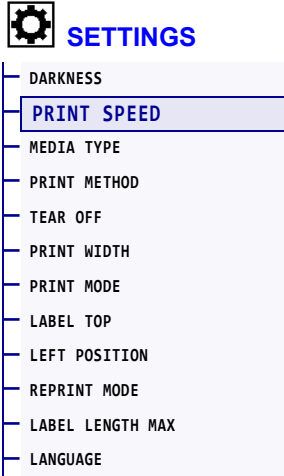 SETTINGS
DARKNESS
PRINT SPEED
MEDIA TYPE
PRINT METHOD
TEAR OFF
PRINT WIDTH
PRINT MODE
LABEL TOP
LEFT POSITION
REPRINT MODE
LABEL LENGTH MAX
LANGUAGE